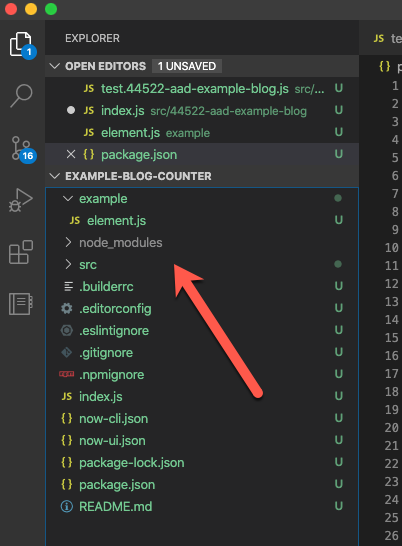 EXPLORER
te
OPEN EDITORS 1 UNSAVED
{ } p
JS test.44522-aad-example-blog.js src/... U
JS index.js src/44522-aad-example-blog U
JS element.js example U
{ } package.json U
EXAMPLE-BLOG-COUNTER
example
JS element.js U
node_modules
src
.builderrc U
.editorconfig U
.eslintignore U
.gitignore U
npm .npmignore U
JS index.js U
{ } now-cli.json U
{ } now-ui.json U
{ } package-lock.json U
{ } package.json U
README.md U
1
16
1
2
3
4
5
6
7
8
9
10
11
12
13
14
15
16
17
18
19
20
21
22
23
24
25
26